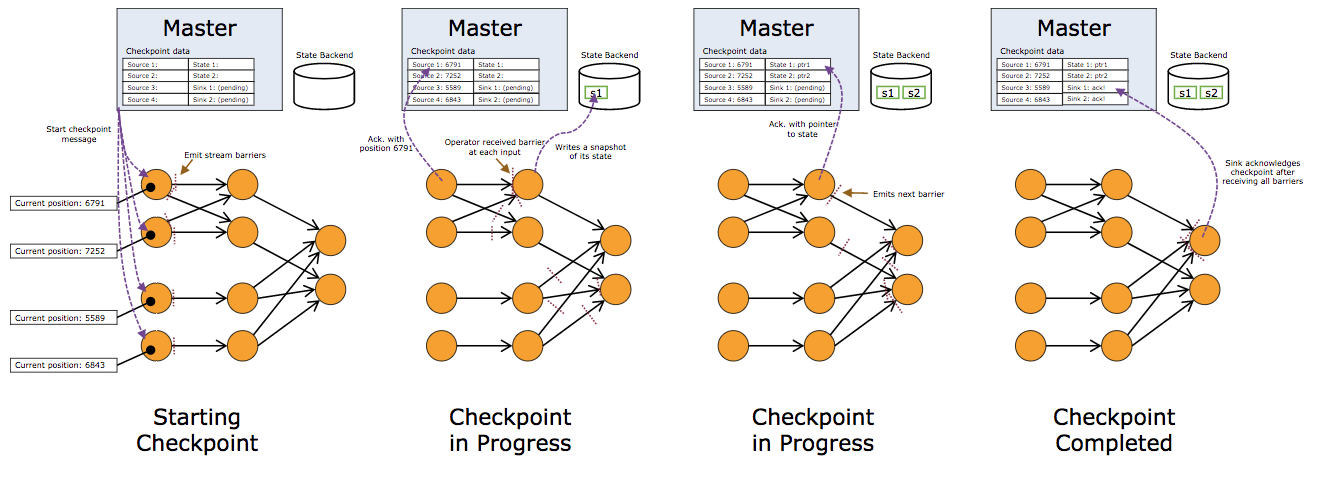 Master
Checkpoint data
Source 1:
State 1:
Source 2:
State 2:
Source 3:
Sink 1: (pending)
Source 4:
Sink 2: (pending)
State Backend
Start checkpoint
message
Emit stream barriers
Current position: 6791
Current position: 7252
Current position: 5589
Current position: 6843
Starting
Checkpoint
Master
Checkpoint data
Source 1: 6791
State 1:
Source 2: 7252
State 2:
Source 3: 5589
Sink 1: (pending)
Source 4: 6843
Sink 2: (pending)
State Backend
s1
Ack. with
position 6791
Operator received barrier
at each input
Writes a snapshot
of its state
Checkpoint
in Progress
Master
Checkpoint data
Source 1: 6791
State 1: ptr1
Source 2: 7252
State 2: ptr2
Source 3: 5589
Sink 1: (pending)
Source 4: 6843
Sink 2: (pending)
State Backend
s1
s2
Ack. with pointer
to state
Emits next barrier
Checkpoint
in Progress
Master
Checkpoint data
Source 1: 6791
State 1: ptr1
Source 2: 7252
State 2: ptr2
Source 3: 5589
Sink 1: ack!
Source 4: 6843
Sink 2: ack!
State Backend
s1
s2
Sink acknowledges
checkpoint after
receiving all barriers
Checkpoint
Completed